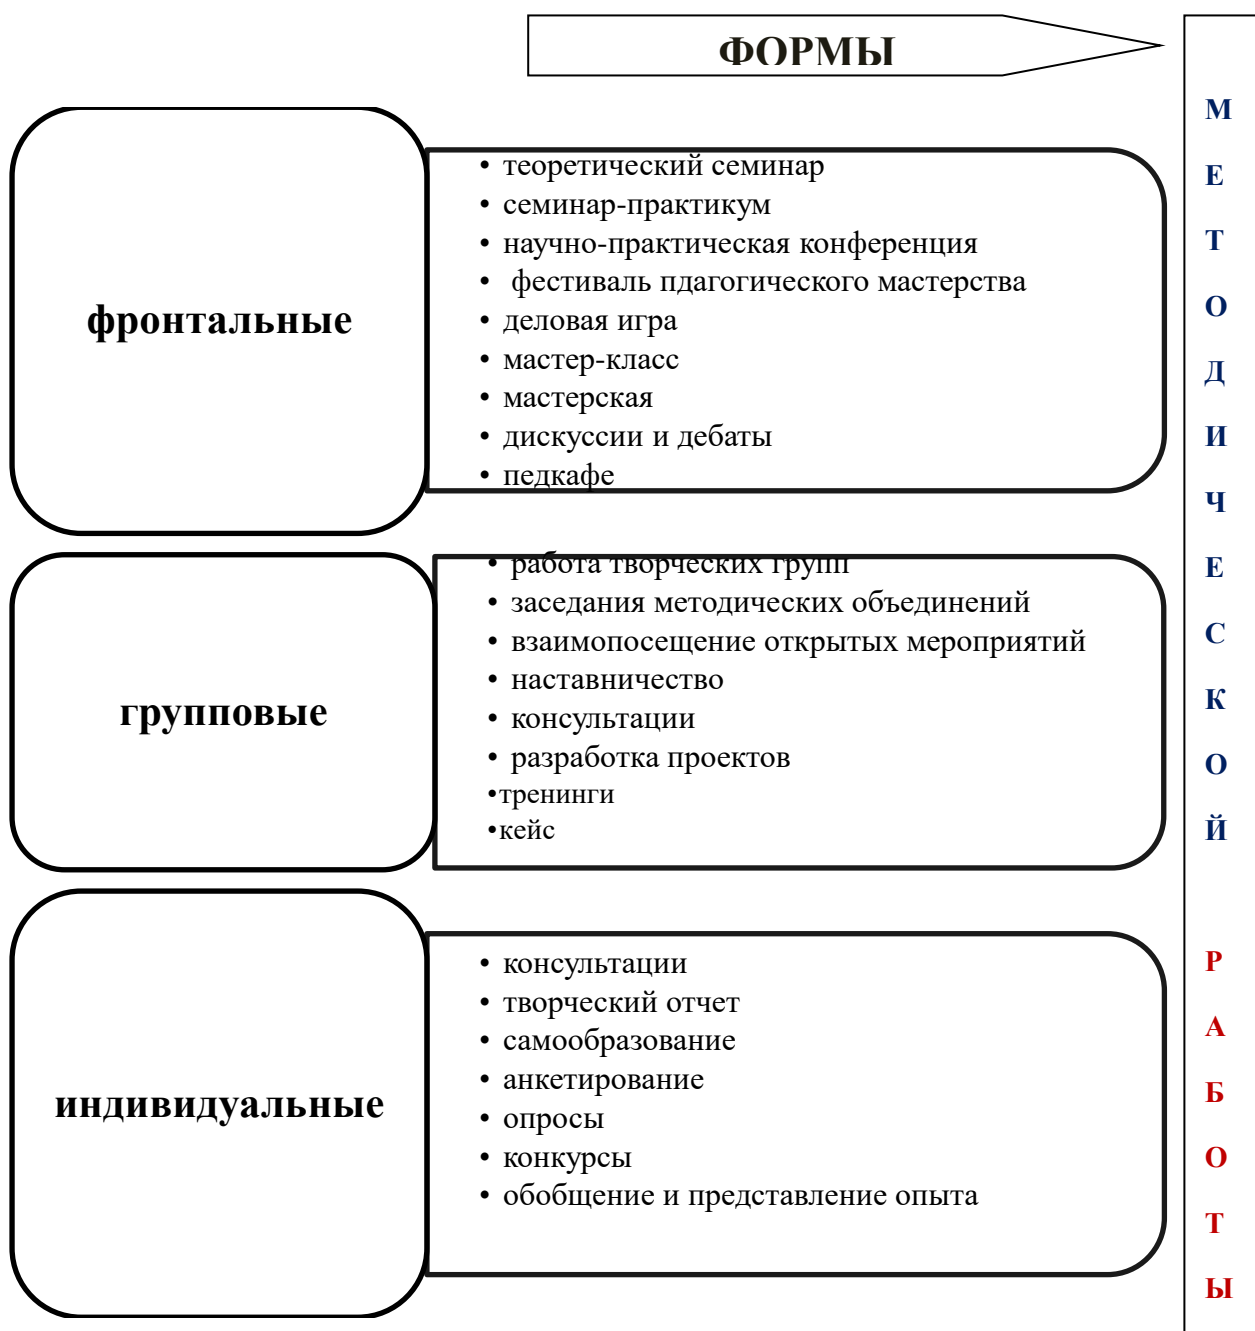 ФОРМЫ
фронтальные
• теоретический семинар
• семинар-практикум
• научно-практическая конференция
• фестиваль пдагогического мастерства
• деловая игра
• мастер-класс
• мастерская
• дискуссии и дебаты
• педкафе
групповые
• работа творческих групп
• заседания методических объединений
• взаимопосещение открытых мероприятий
• наставничество
• консультации
• разработка проектов
•тренинги
•кейс
индивидуальные
• консультации
• творческий отчет
• самообразование
• анкетирование
• опросы
• конкурсы
• обобщение и представление опыта
МЕТОДИЧЕСКОЙ
РАБОТЫ